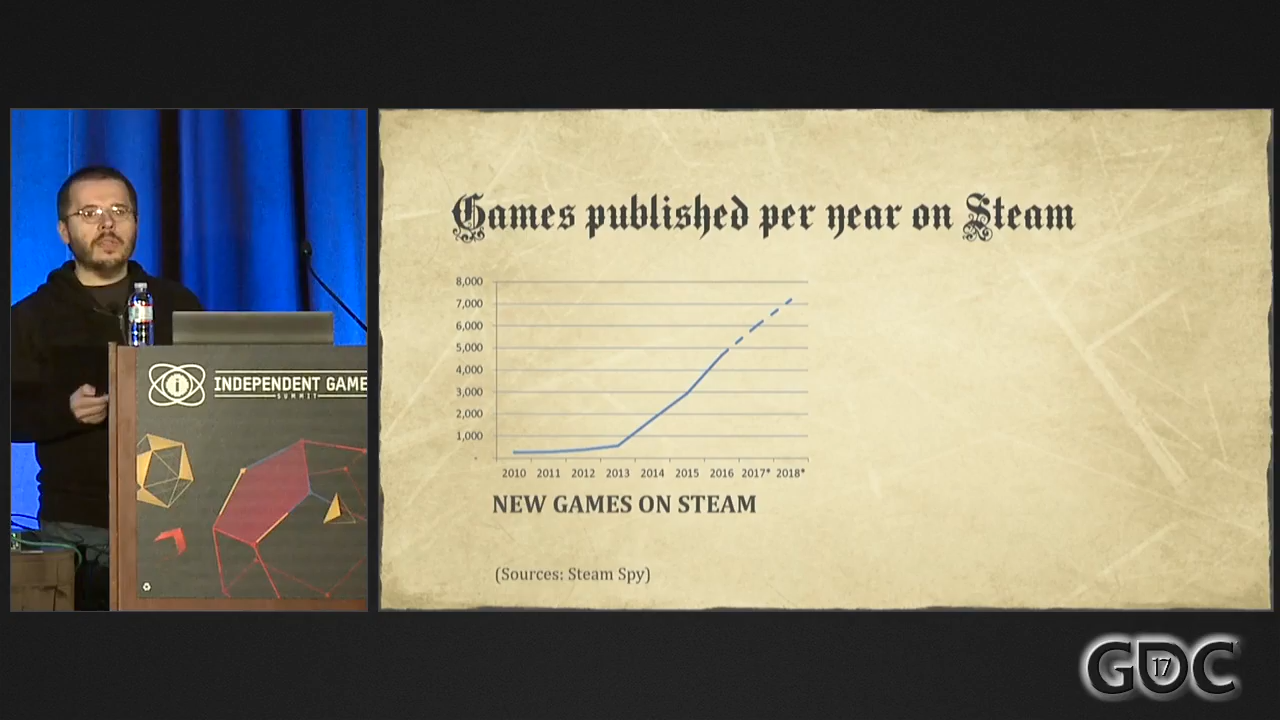 INDEPENDENT GAME
SUMMIT
Games published per year on Steam
8,000
7,000
6,000
5,000
4,000
3,000
2,000
1,000
-
2010 2011 2012 2013 2014 2015 2016 2017* 2018*
NEW GAMES ON STEAM
(Sources: Steam Spy)
GDC
17